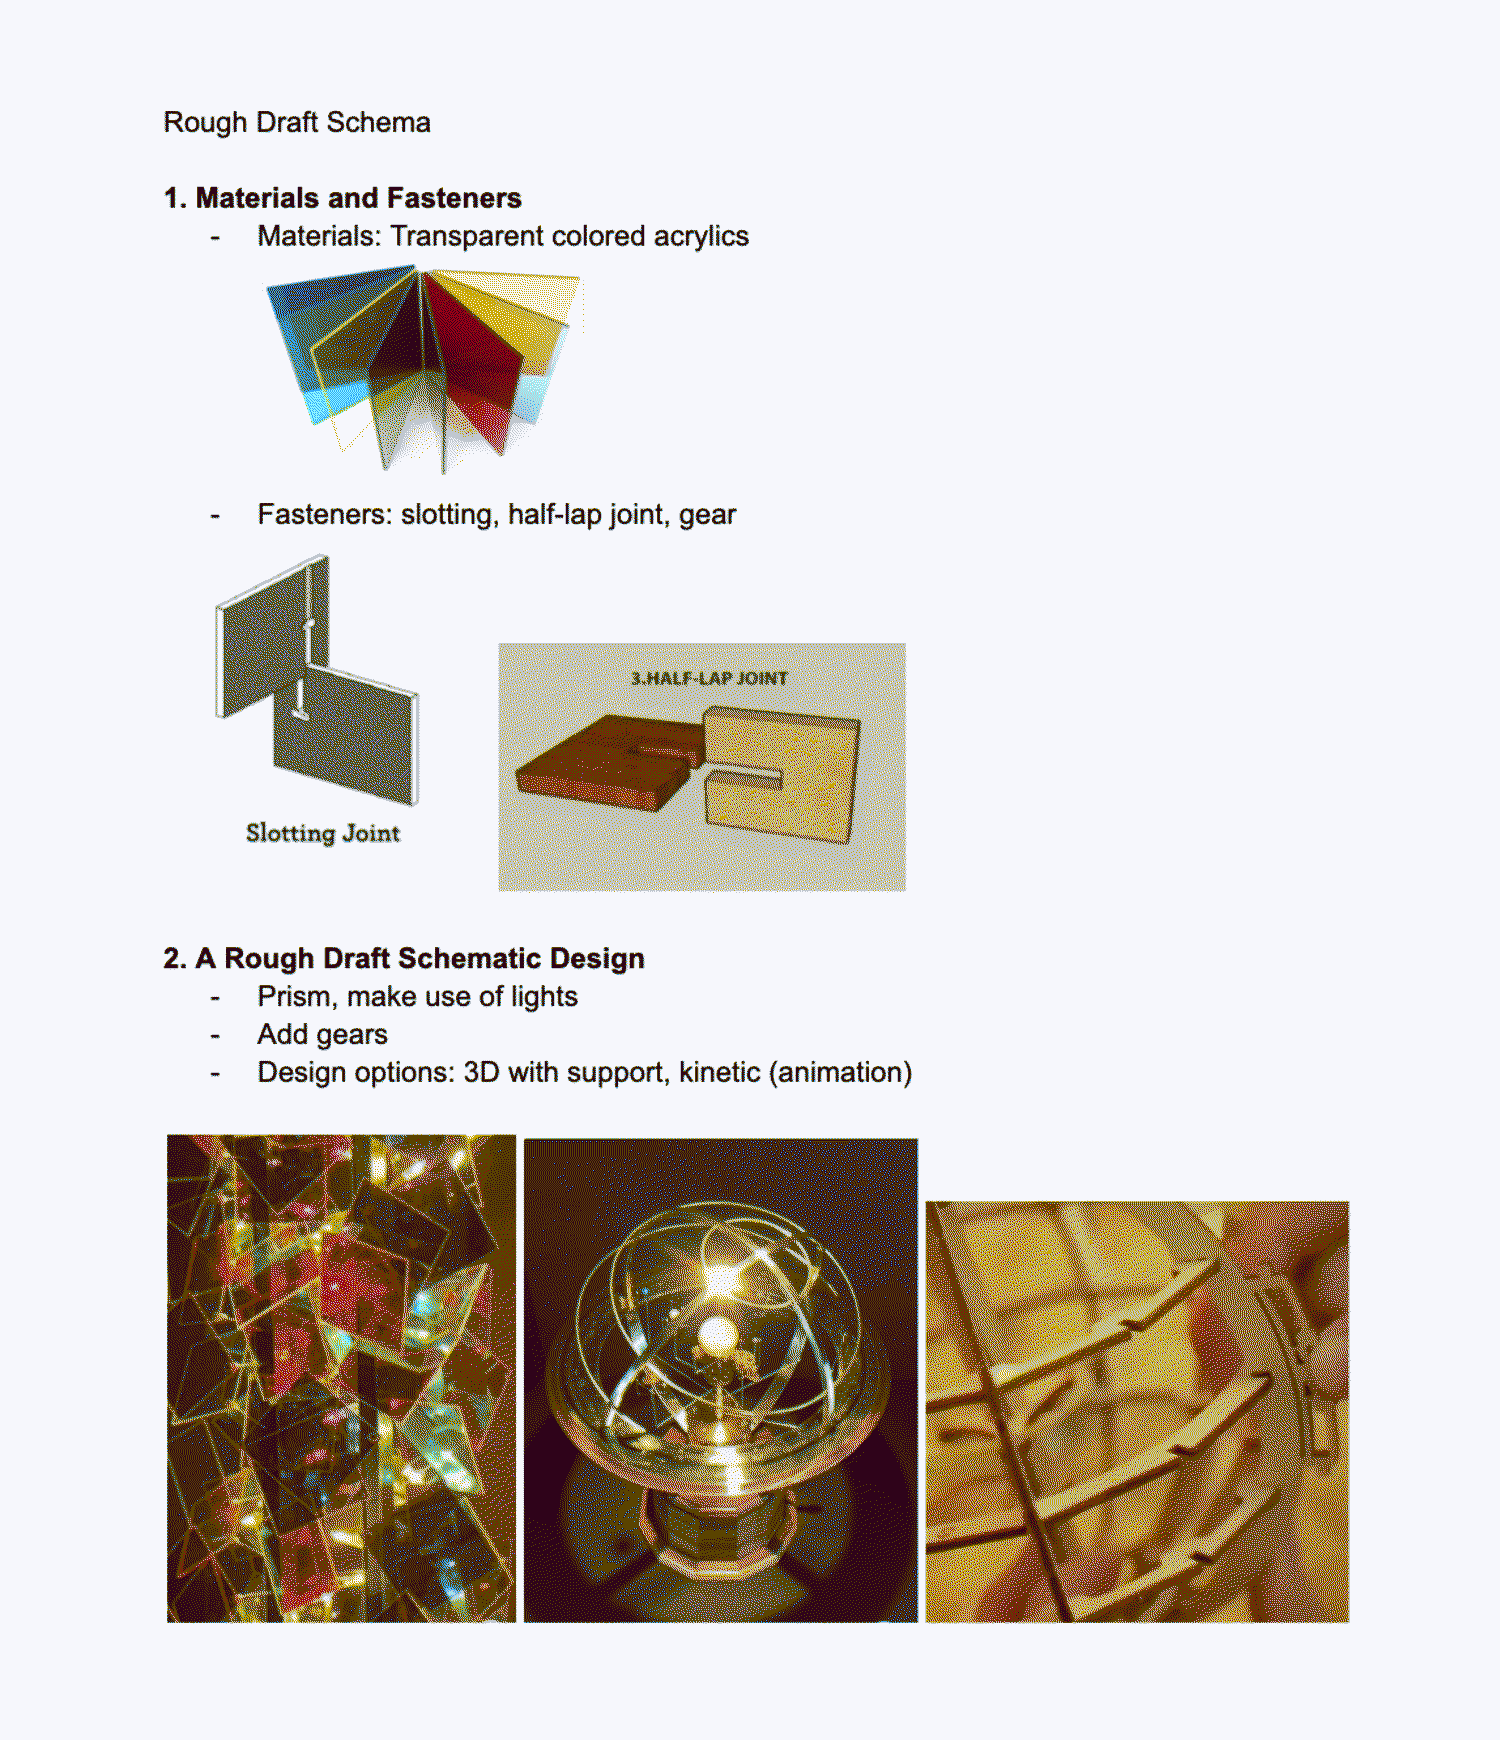 Rough Draft Schema
1. Materials and Fasteners
- Materials: Transparent colored acrylics
- Fasteners: slotting, half-lap joint, gear
3.HALF-LAP JOINT
Slotting Joint
2. A Rough Draft Schematic Design
- Prism, make use of lights
- Add gears
- Design options: 3D with support, kinetic (animation)